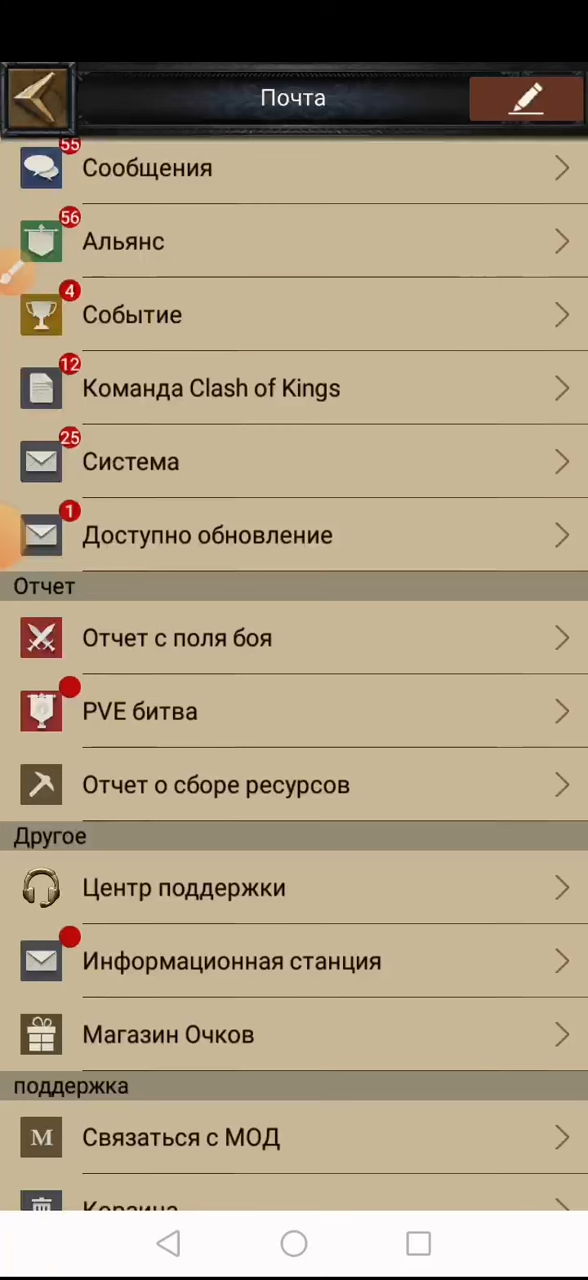 Почта
55
Сообщения
56
Альянс
4
Событие
12
Команда Clash of Kings
25
Система
1
Доступно обновление
Отчет
Отчет с поля боя
PVE битва
Отчет о сборе ресурсов
Другое
Центр поддержки
Информационная станция
Магазин Очков
поддержка
M
Связаться с МОД
Корзина